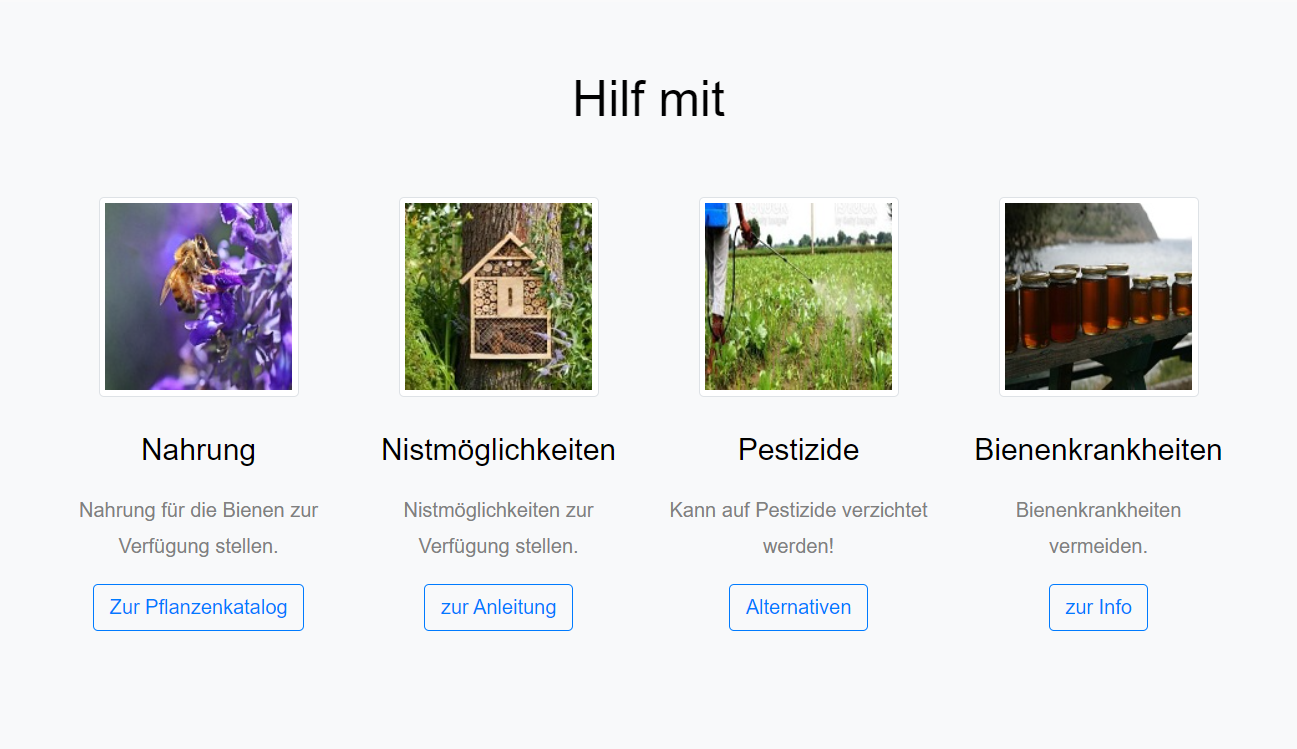 Hilf mit
Nahrung
Nahrung für die Bienen zur
Verfügung stellen.
Zur Pflanzenkatalog
Nistmöglichkeiten
Nistmöglichkeiten zur
Verfügung stellen.
zur Anleitung
Pestizide
Kann auf Pestizide verzichtet
werden!
Alternativen
Bienenkrankheiten
Bienenkrankheiten
vermeiden.
zur Info